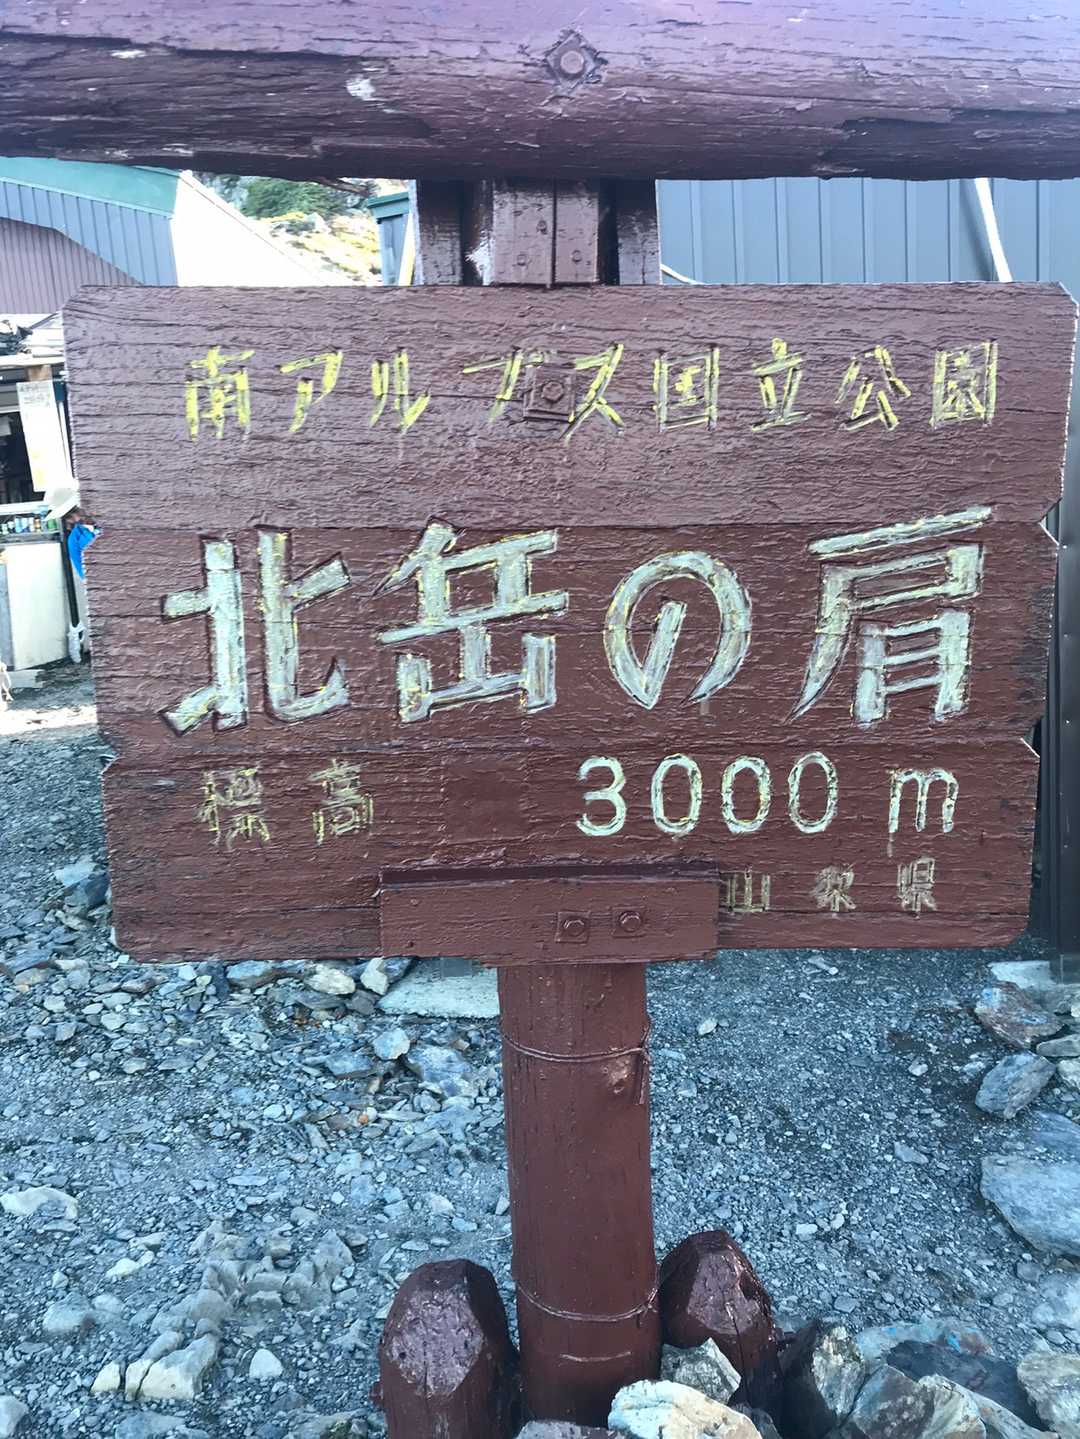 南アルプス国立公園
北岳の肩
標高 3000m
山梨県